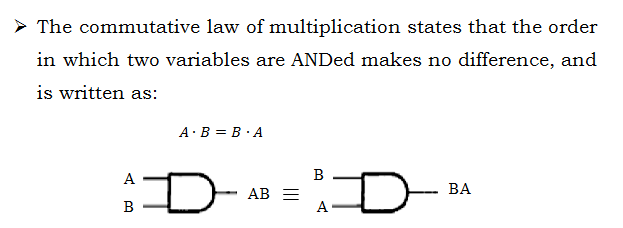 ➢ The commutative law of multiplication states that the order
in which two variables are ANDed makes no difference, and
is written as:
A · B = B · A
A
B
AB ≡
B
A
BA